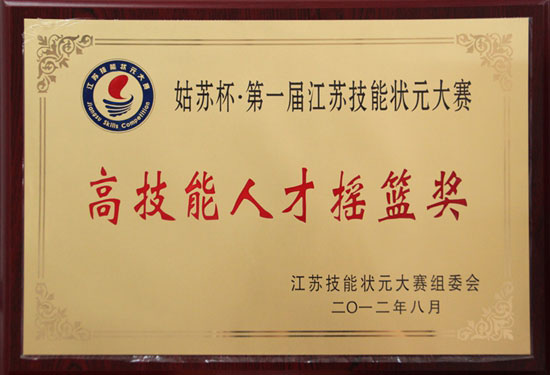 江苏技能状元大赛
Jiangsu Skills Competition
姑苏杯·第一届江苏技能状元大赛
高技能人才摇篮奖
江苏技能状元大赛组委会
二〇一二年八月